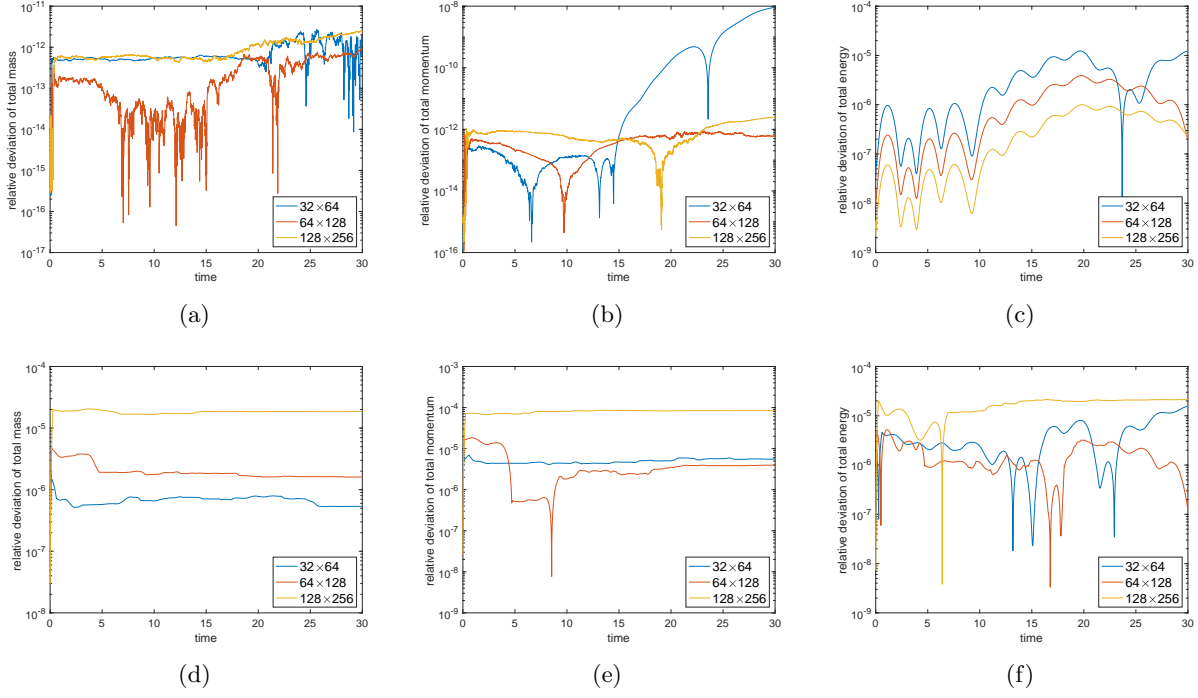 relative deviation of total mass
10^-11
10^-12
10^-13
10^-14
10^-15
10^-16
10^-17
0 5 10 15 20 25 30
time
32×64
64×128
128×256
(a)
relative deviation of total momentum
10^-8
10^-10
10^-12
10^-14
10^-16
0 5 10 15 20 25 30
time
32×64
64×128
128×256
(b)
relative deviation of total energy
10^-4
10^-5
10^-6
10^-7
10^-8
10^-9
0 5 10 15 20 25 30
time
32×64
64×128
128×256
(c)
relative deviation of total mass
10^-4
10^-5
10^-6
10^-7
10^-8
0 5 10 15 20 25 30
time
32×64
64×128
128×256
(d)
relative deviation of total momentum
10^-3
10^-4
10^-5
10^-6
10^-7
10^-8
10^-9
0 5 10 15 20 25 30
time
32×64
64×128
128×256
(e)
relative deviation of total energy
10^-4
10^-5
10^-6
10^-7
10^-8
10^-9
0 5 10 15 20 25 30
time
32×64
64×128
128×256
(f)